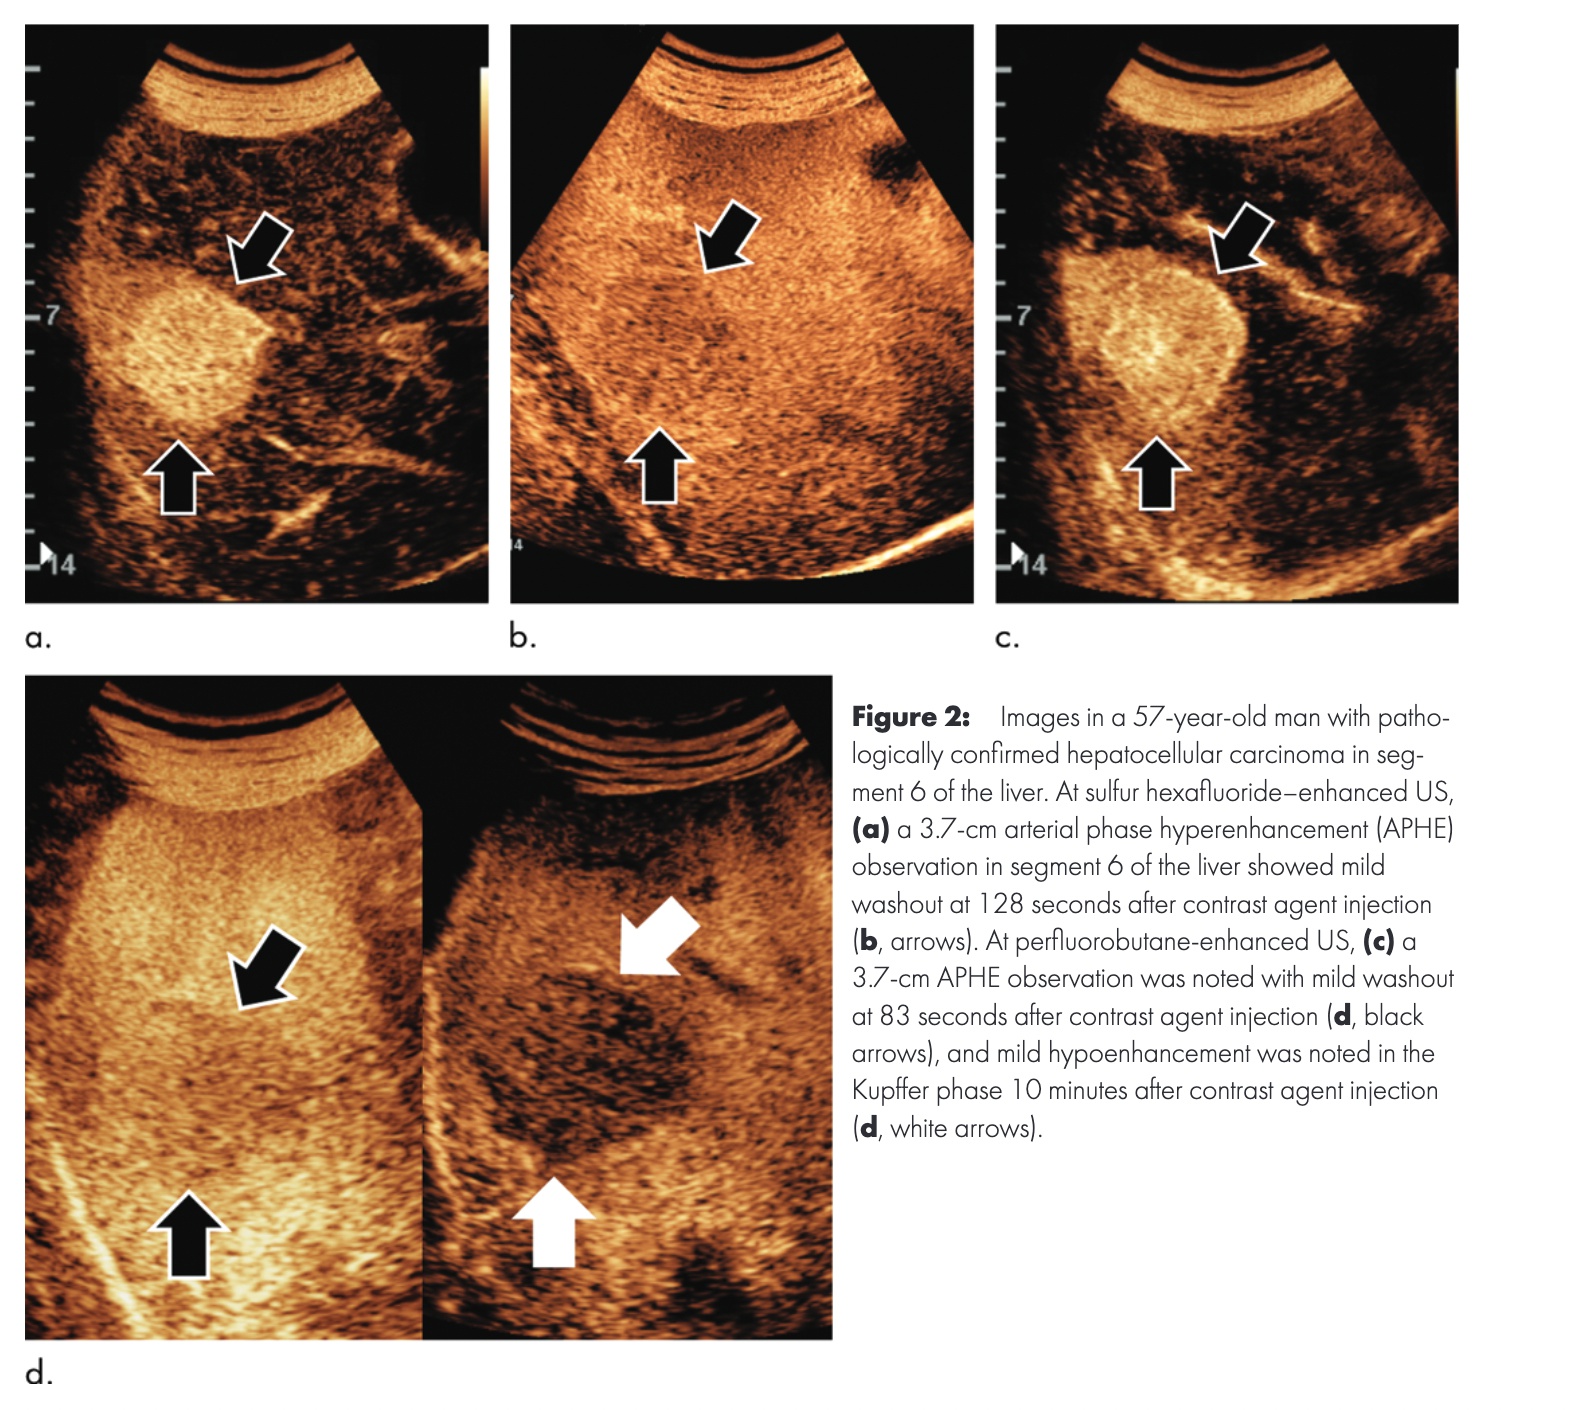 7
14
a.
14
b.
7
14
c.
d.
Figure 2: Images in a 57-year-old man with patho-
logically confirmed hepatocellular carcinoma in seg-
ment 6 of the liver. At sulfur hexafluoride–enhanced US,
(a) a 3.7-cm arterial phase hyperenhancement (APHE)
observation in segment 6 of the liver showed mild
washout at 128 seconds after contrast agent injection
(b, arrows). At perfluorobutane-enhanced US, (c) a
3.7-cm APHE observation was noted with mild washout
at 83 seconds after contrast agent injection (d, black
arrows), and mild hypoenhancement was noted in the
Kupffer phase 10 minutes after contrast agent injection
(d, white arrows).